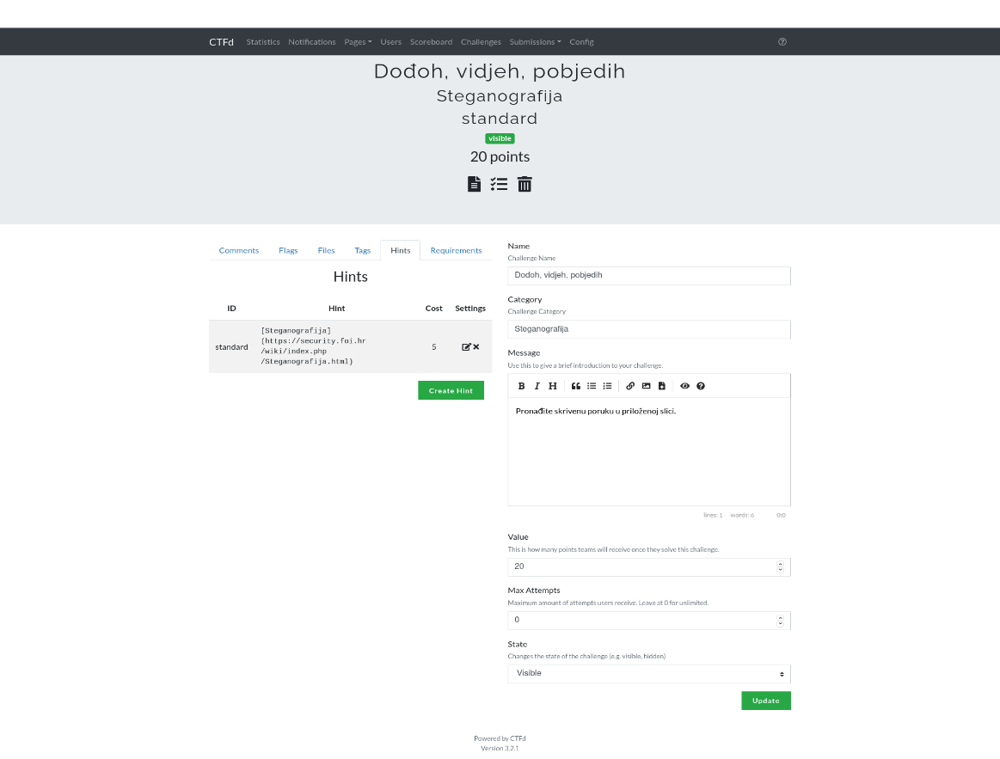 CTFd Statistics Notifications Pages Users Scoreboard Challenges Submissions Config
Dođoh, vidjeh, pobjedih
Steganografija
standard
visible
20 points
Comments Flags Files Tags Hints Requirements
Hints
ID Hint Cost Settings
standard
[Steganografija]
(https://security.foi.hr
/wiki/index.php
/Steganografija.html)
5
Create Hint
Name
Challenge Name
Dođoh, vidjeh, pobjedih
Category
Challenge Category
Steganografija
Message
Use this to give a brief introduction to your challenge.
B I H
Pronađite skrivenu poruku u priloženoj slici.
lines: 1 words: 6 0:0
Value
This is how many points teams will receive once they solve this challenge.
20
Max Attempts
Maximum amount of attempts users receive. Leave at 0 for unlimited.
0
State
Changes the state of the challenge (e.g. visible, hidden)
Visible
Update
Powered by CTFd
Version 3.2.1